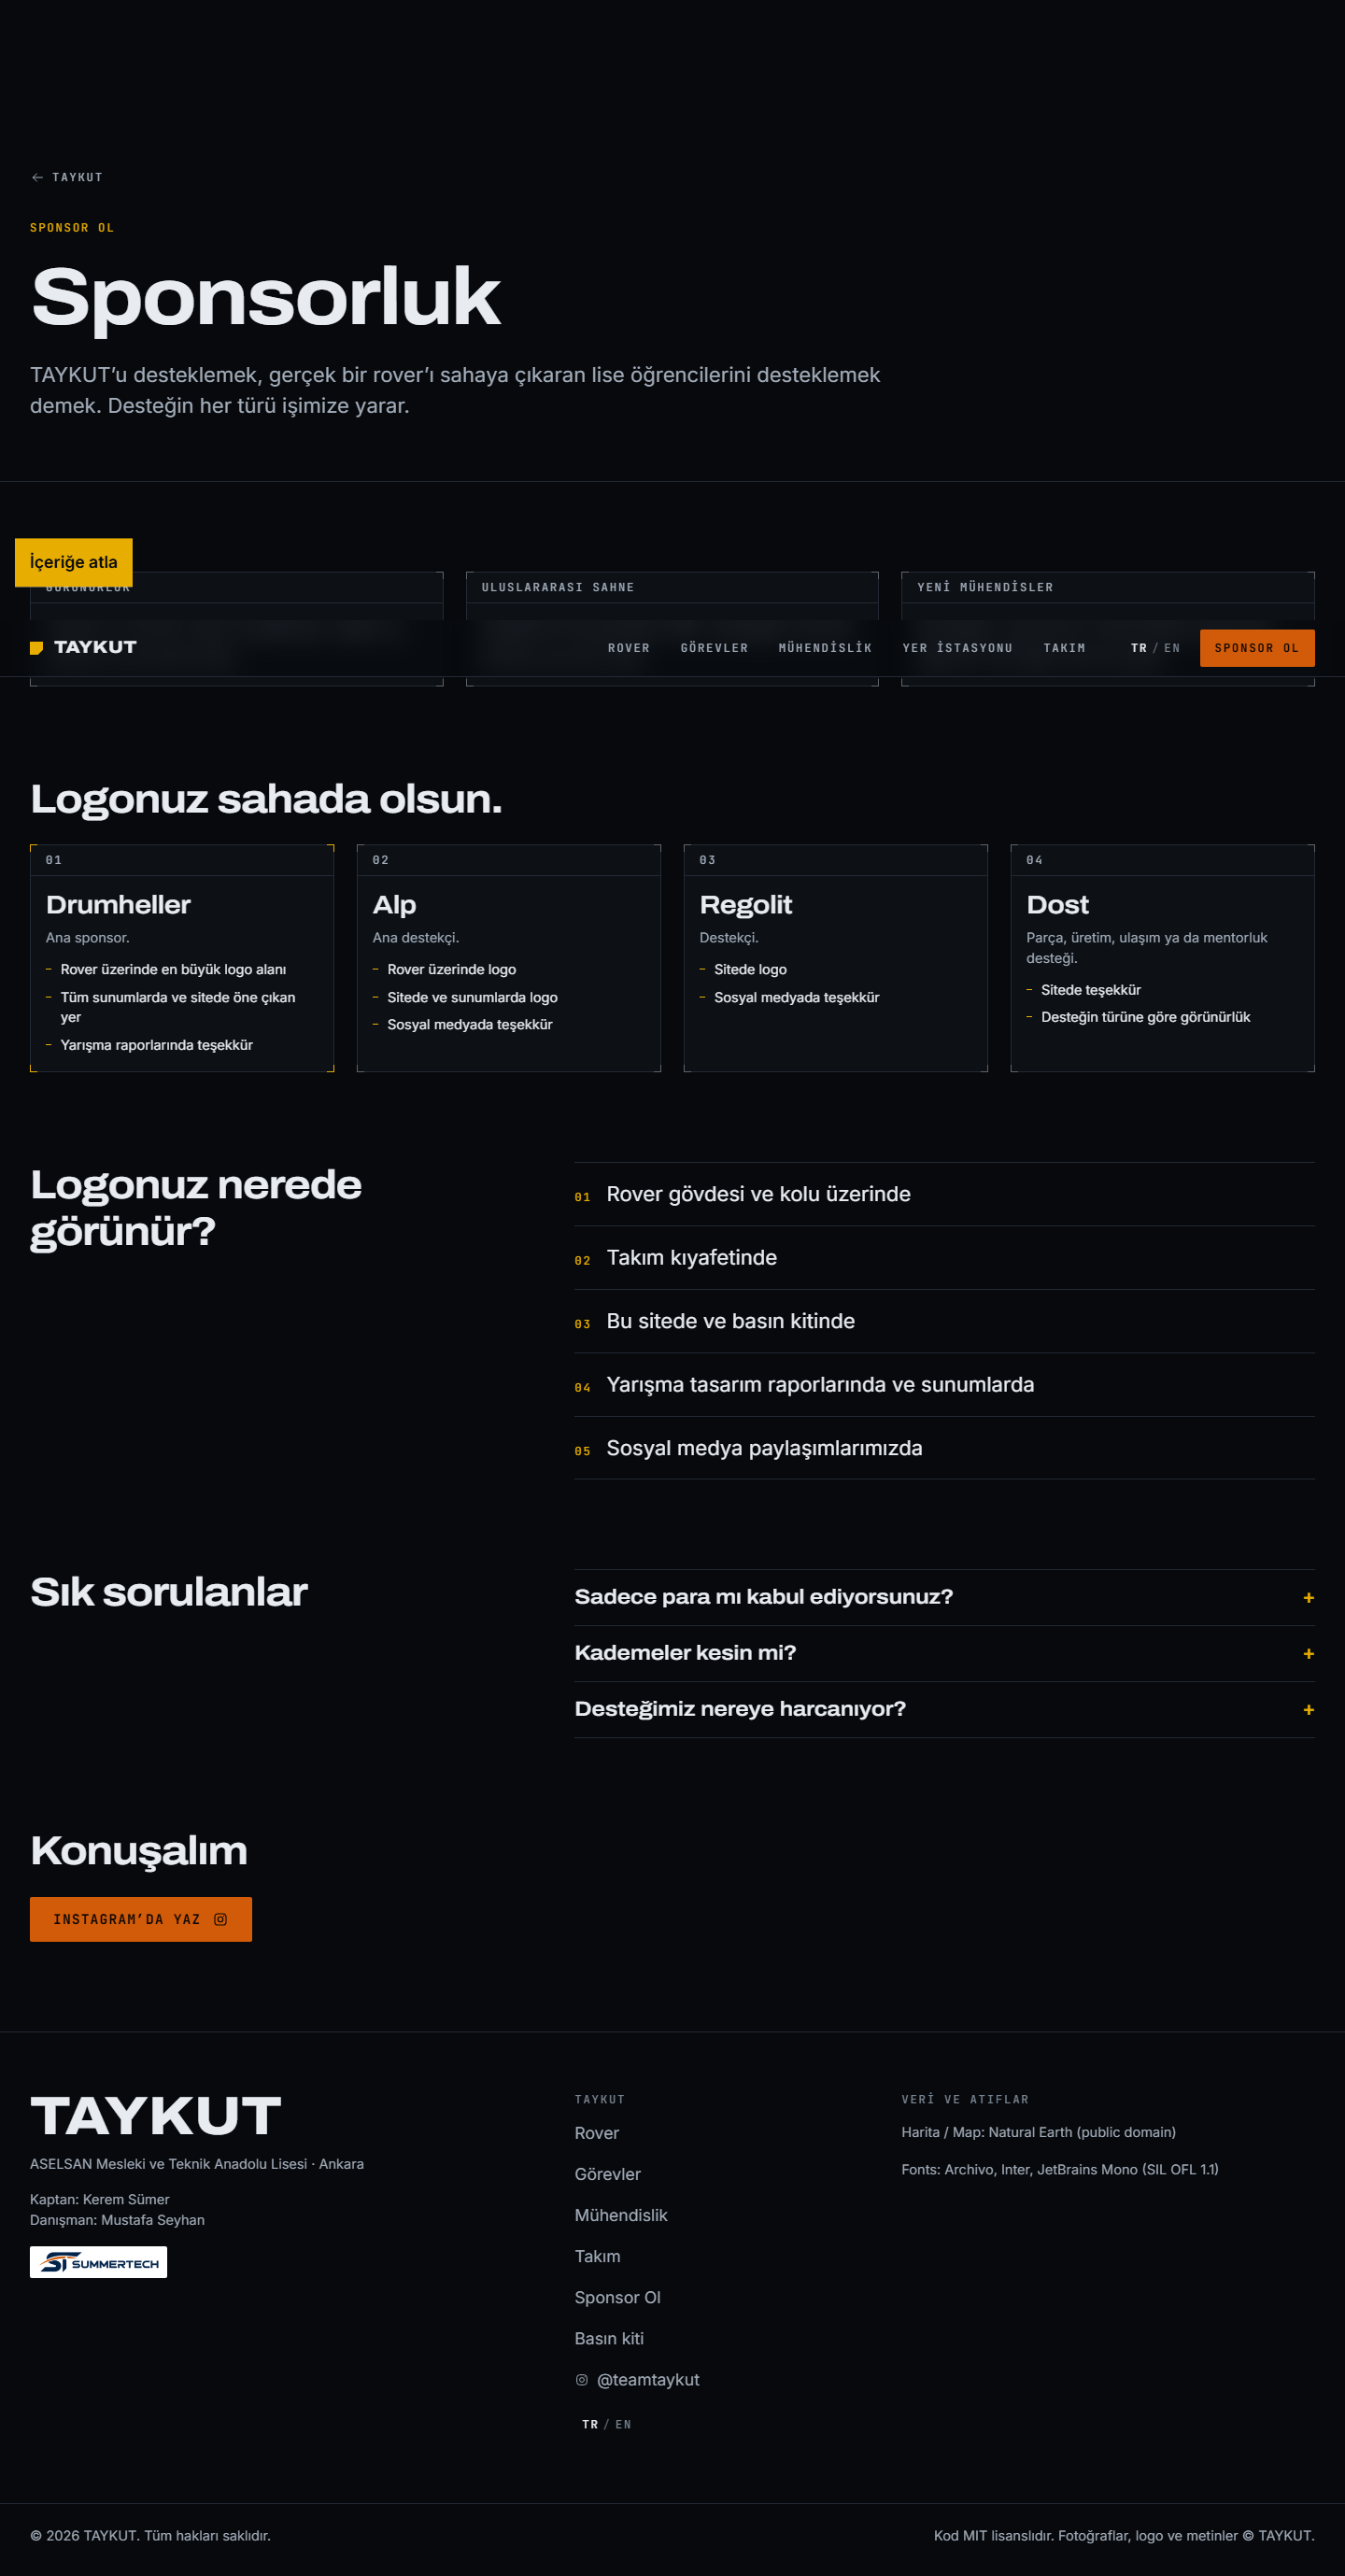 ← TAYKUT
SPONSOR OL
Sponsorluk
TAYKUT’u desteklemek, gerçek bir rover’ı sahaya çıkaran lise öğrencilerini desteklemek
demek. Desteğin her türü işimize yarar.
İçeriğe atla
ULUSLARARASI SAHNE
YENİ MÜHENDİSLER
TAYKUT
ROVER
GÖREVLER
MÜHENDİSLİK
YER İSTASYONU
TAKIM
TR / EN
SPONSOR OL
Logonuz sahada olsun.
01
Drumheller
Ana sponsor.
– Rover üzerinde en büyük logo alanı
– Tüm sunumlarda ve sitede öne çıkan
yer
– Yarışma raporlarında teşekkür
02
Alp
Ana destekçi.
– Rover üzerinde logo
– Sitede ve sunumlarda logo
– Sosyal medyada teşekkür
03
Regolit
Destekçi.
– Sitede logo
– Sosyal medyada teşekkür
04
Dost
Parça, üretim, ulaşım ya da mentorluk
desteği.
– Sitede teşekkür
– Desteğin türüne göre görünürlük
Logonuz nerede
görünür?
01 Rover gövdesi ve kolu üzerinde
02 Takım kıyafetinde
03 Bu sitede ve basın kitinde
04 Yarışma tasarım raporlarında ve sunumlarda
05 Sosyal medya paylaşımlarımızda
Sık sorulanlar
Sadece para mı kabul ediyorsunuz? +
Kademeler kesin mi? +
Desteğimiz nereye harcanıyor? +
Konuşalım
INSTAGRAM’DA YAZ
TAYKUT
ASELSAN Mesleki ve Teknik Anadolu Lisesi · Ankara
Kaptan: Kerem Sümer
Danışman: Mustafa Seyhan
ST SUMMERTECH
TAYKUT
Rover
Görevler
Mühendislik
Takım
Sponsor Ol
Basın kiti
@teamtaykut
TR / EN
VERİ VE ATIFLAR
Harita / Map: Natural Earth (public domain)
Fonts: Archivo, Inter, JetBrains Mono (SIL OFL 1.1)
© 2026 TAYKUT. Tüm hakları saklıdır.
Kod MIT lisanslıdır. Fotoğraflar, logo ve metinler © TAYKUT.